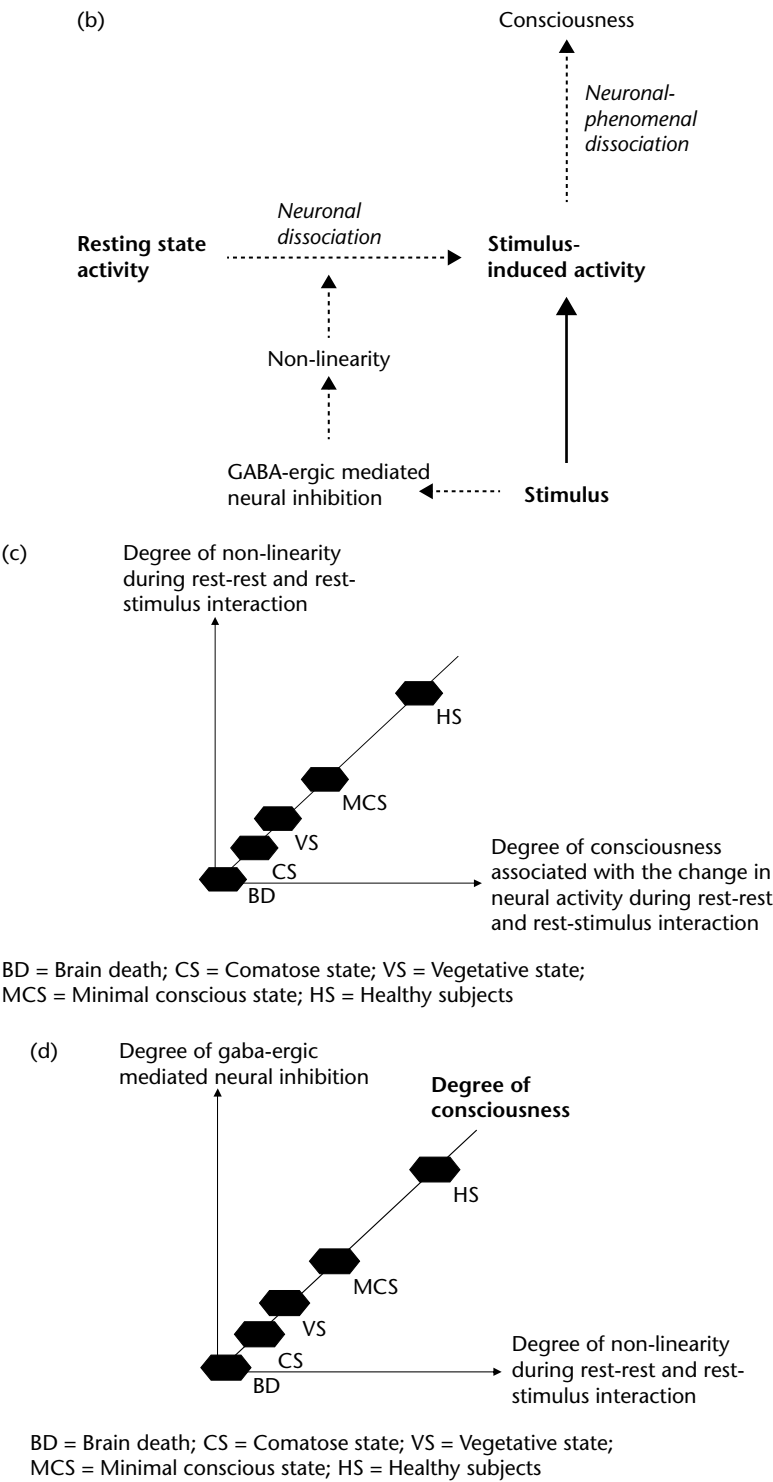 (b)
Consciousness
Neuronal-
phenomenal
dissociation
Neuronal
dissociation
Resting state
activity
Stimulus-
induced activity
Non-linearity
GABA-ergic mediated
neural inhibition
Stimulus
(c)
Degree of non-linearity
during rest-rest and rest-
stimulus interaction
HS
MCS
VS
CS
BD
Degree of consciousness
associated with the change in
neural activity during rest-rest
and rest-stimulus interaction
BD = Brain death; CS = Comatose state; VS = Vegetative state;
MCS = Minimal conscious state; HS = Healthy subjects
(d)
Degree of gaba-ergic
mediated neural inhibition
Degree of
consciousness
HS
MCS
VS
CS
BD
Degree of non-linearity
during rest-rest and rest-
stimulus interaction
BD = Brain death; CS = Comatose state; VS = Vegetative state;
MCS = Minimal conscious state; HS = Healthy subjects